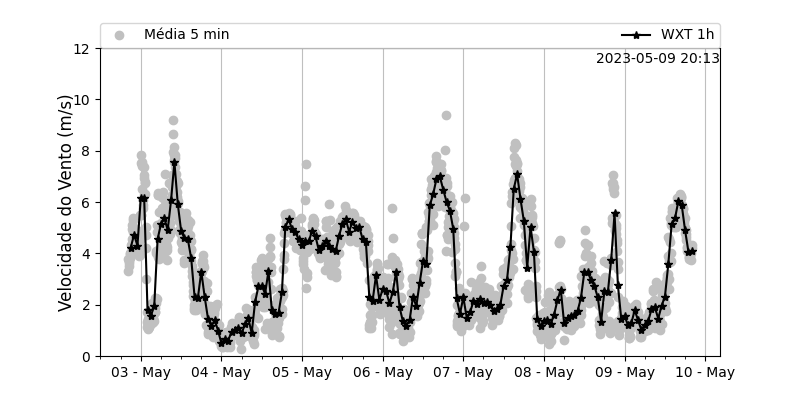 Média 5 min
WXT 1h
2023-05-09 20:13
Velocidade do Vento (m/s)
12
10
8
6
4
2
0
03 - May
04 - May
05 - May
06 - May
07 - May
08 - May
09 - May
10 - May